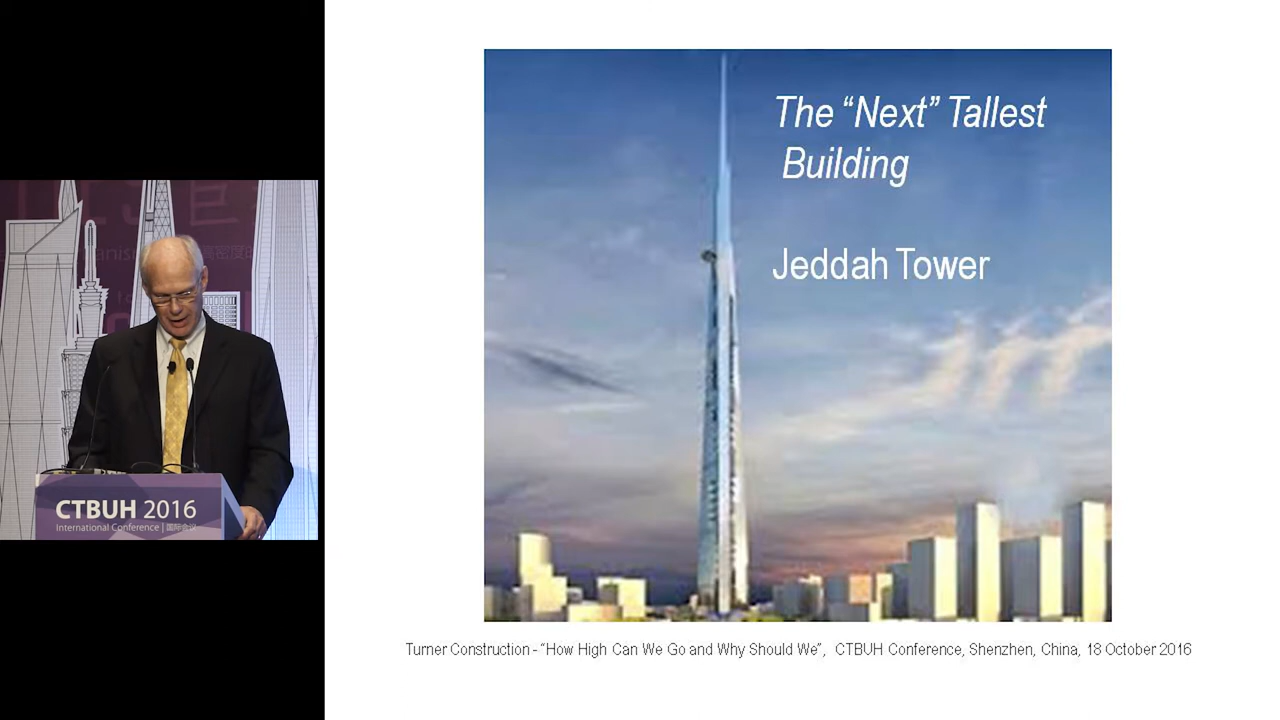 The “Next” Tallest
Building
Jeddah Tower
Turner Construction - “How High Can We Go and Why Should We”, CTBUH Conference, Shenzhen, China, 18 October 2016
CTBUH 2016
International Conference | 国际会议